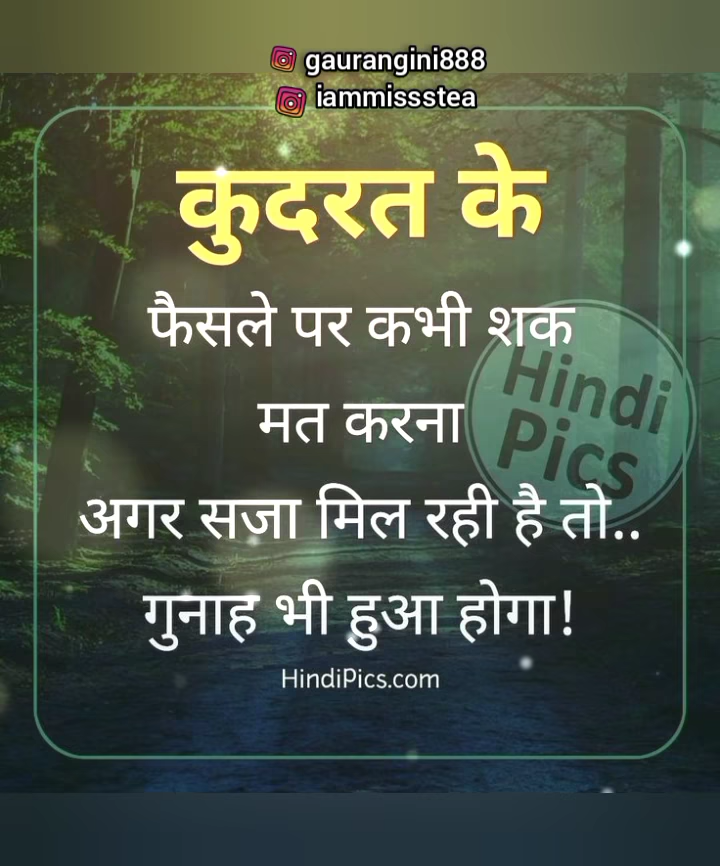 gaurangini888
iammissstea
कुदरत के
फैसले पर कभी शक
मत करना
अगर सजा मिल रही है तो..
गुनाह भी हुआ होगा!
HindiPics.com
Hindi
Pics